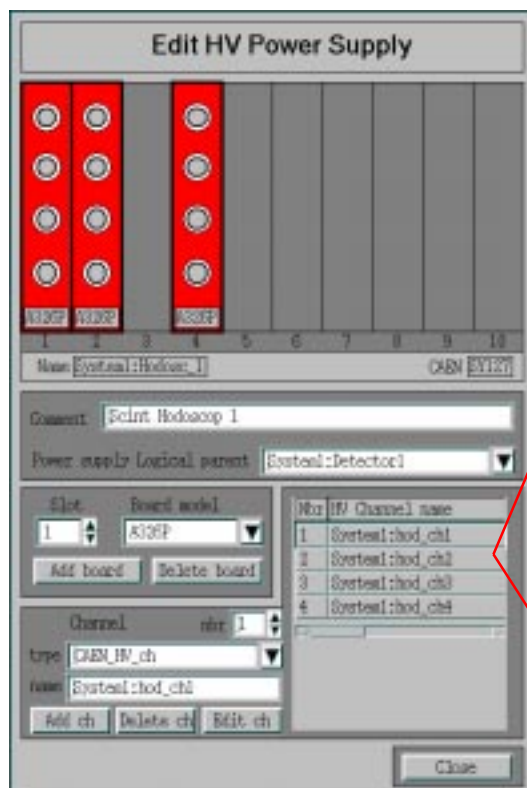 Edit HV Power Supply
A326P A326P A326P
1 2 3 4 5 6 7 8 9 10
Name System1:Hodosc_1 CAEN SY127
Comment Scint Hodoscop 1
Power supply Logical parent System1:Detector1
Slot Board model
1 A326P
Add board Delete board
Nbr HV Channel name
1 System1:hod_ch1
2 System1:hod_ch2
3 System1:hod_ch3
4 System1:hod_ch4
Channel nbr 1
type CAEN_HV_ch
name System1:hod_ch1
Add ch Delete ch Edit ch
Close